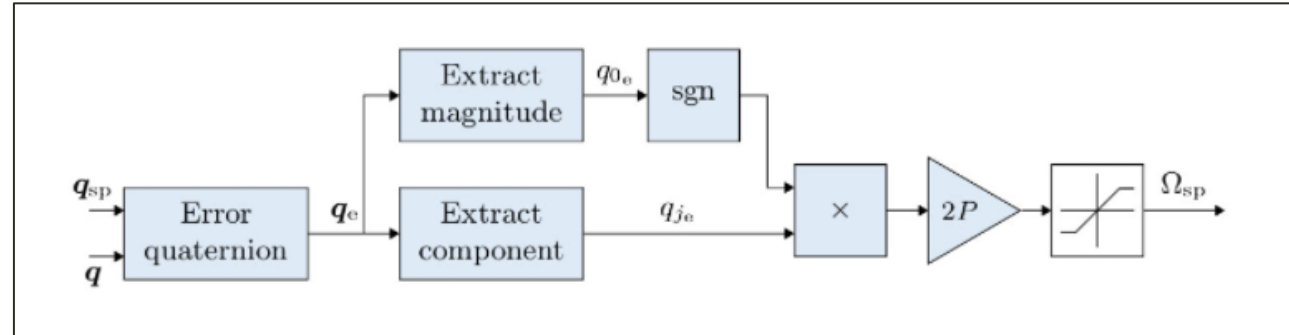 Extract
magnitude
q₀ₑ
sgn
𝒒sp
𝒒
Error
quaternion
𝒒ₑ
Extract
component
qⱼₑ
×
2P
Ωsp